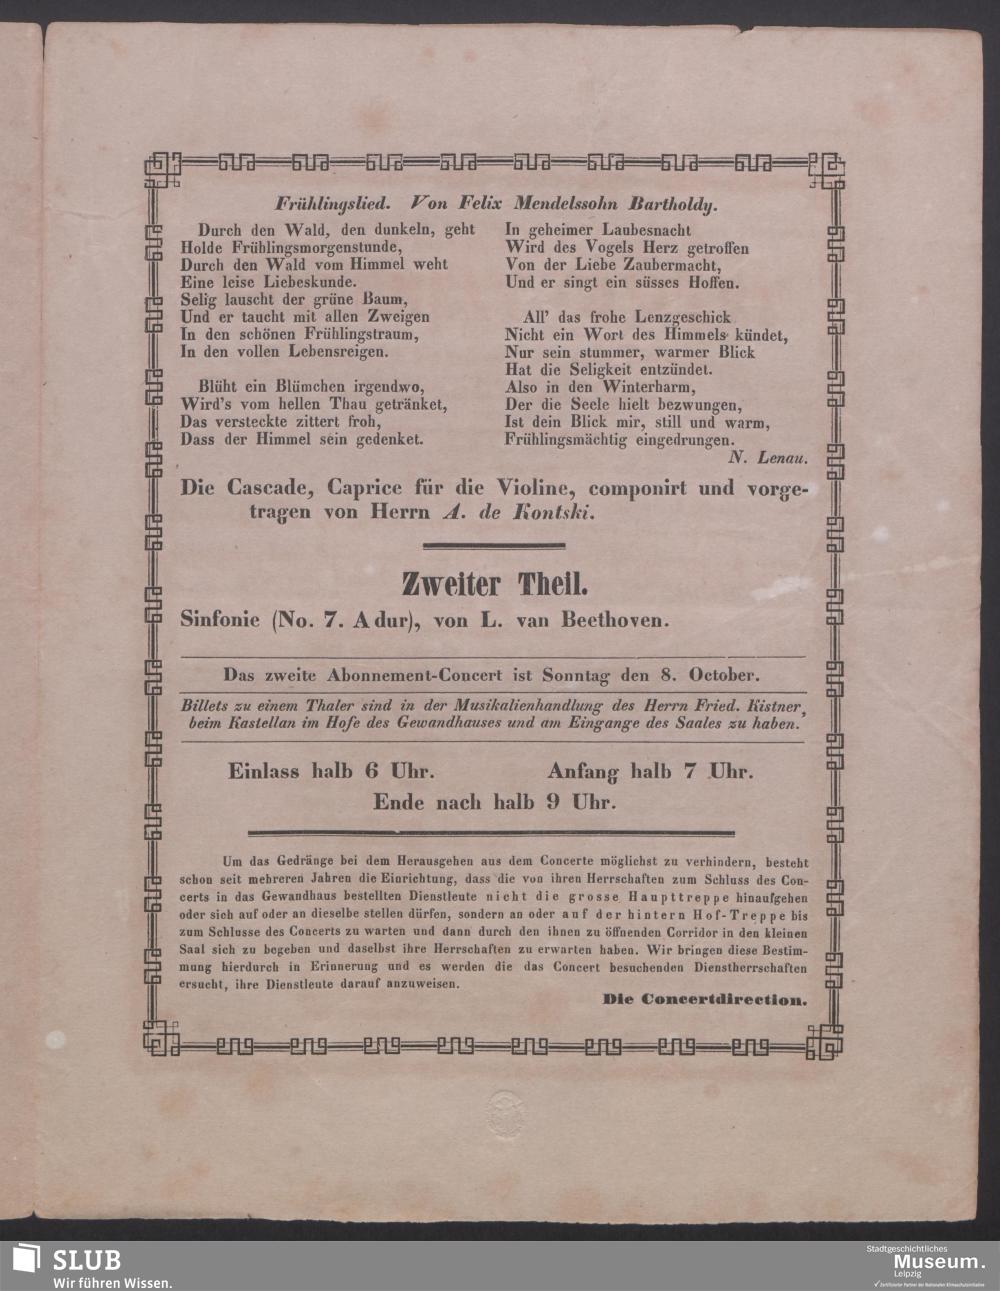 Frühlingslied. Von Felix Mendelssohn Bartholdy.
Durch den Wald, den dunkeln, geht
Holde Frühlingsmorgenstunde,
Durch den Wald vom Himmel weht
Eine leise Liebeskunde.
Selig lauscht der grüne Baum,
Und er taucht mit allen Zweigen
In den schönen Frühlingstraum,
In den vollen Lebensreigen.
Blüht ein Blümchen irgendwo,
Wird's vom hellen Thau getränket,
Das versteckte zittert froh,
Dass der Himmel sein gedenket.
In geheimer Laubesnacht
Wird des Vogels Herz getroffen
Von der Liebe Zaubermacht,
Und er singt ein süsses Hoffen.
All' das frohe Lenzgeschick
Nicht ein Wort des Himmels kündet,
Nur sein stummer, warmer Blick
Hat die Seligkeit entzündet.
Also in den Winterharm,
Der die Seele hielt bezwungen,
Ist dein Blick mir, still und warm,
Frühlingsmächtig eingedrungen.
N. Lenau.
Die Cascade, Caprice für die Violine, componirt und vorge-
tragen von Herrn A. de Kontski.
Zweiter Theil.
Sinfonie (No. 7. A dur), von L. van Beethoven.
Das zweite Abonnement-Concert ist Sonntag den 8. October.
Billets zu einem Thaler sind in der Musikalienhandlung des Herrn Fried. Kistner,
beim Kastellan im Hofe des Gewandhauses und am Eingange des Saales zu haben.
Einlass halb 6 Uhr. Anfang halb 7 Uhr.
Ende nach halb 9 Uhr.
Um das Gedränge bei dem Herausgehen aus dem Concerte möglichst zu verhindern, besteht
schon seit mehreren Jahren die Einrichtung, dass die von ihren Herrschaften zum Schluss des Con-
certs in das Gewandhaus bestellten Dienstleute nicht die grosse Haupttreppe hinaufgehen
oder sich auf oder an dieselbe stellen dürfen, sondern an oder auf der hintern Hof-Treppe bis
zum Schlusse des Concerts zu warten und dann durch den ihnen zu öffnenden Corridor in den kleinen
Saal sich zu begeben und daselbst ihre Herrschaften zu erwarten haben. Wir bringen diese Bestim-
mung hierdurch in Erinnerung und es werden die das Concert besuchenden Dienstherrschaften
ersucht, ihre Dienstleute darauf anzuweisen.
Die Concertdirection.
SLUB
Wir führen Wissen.
Stadtgeschichtliches
Museum.
Leipzig
Zertifizierter Partner der Nationalen Klimaschutzinitiative